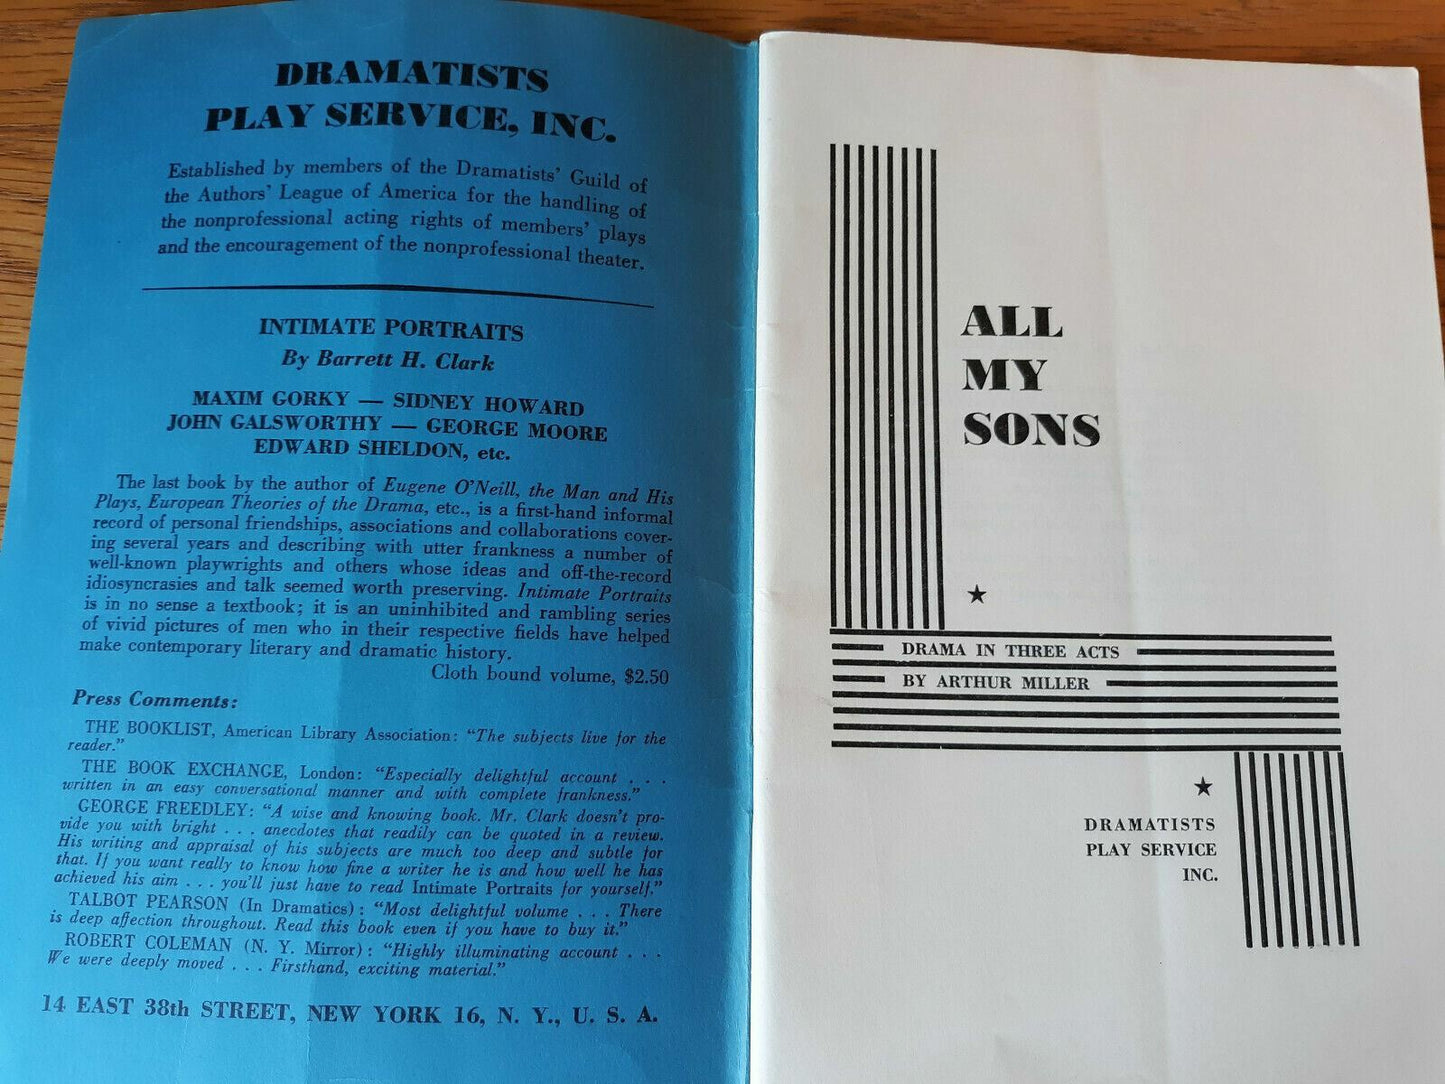 DRAMATISTS
PLAY SERVICE, INC.
Established by members of the Dramatists' Guild of
the Authors' League of America for the handling of
the nonprofessional acting rights of members' plays
and the encouragement of the nonprofessional theater.
INTIMATE PORTRAITS
By Barrett H. Clark
MAXIM GORKY — SIDNEY HOWARD
JOHN GALSWORTHY — GEORGE MOORE
EDWARD SHELDON, etc.
The last book by the author of Eugene O'Neill, the Man and His
Plays, European Theories of the Drama, etc., is a first-hand informal
record of personal friendships, associations and collaborations cover-
ing several years and describing with utter frankness a number of
well-known playwrights and others whose ideas and off-the-record
idiosyncrasies and talk seemed worth preserving. Intimate Portraits
is in no sense a textbook; it is an uninhibited and rambling series
of vivid pictures of men who in their respective fields have helped
make contemporary literary and dramatic history.
Cloth bound volume, $2.50
Press Comments:
THE BOOKLIST, American Library Association: "The subjects live for the
reader."
THE BOOK EXCHANGE, London: "Especially delightful account . . .
written in an easy conversational manner and with complete frankness."
GEORGE FREEDLEY: "A wise and knowing book. Mr. Clark doesn't pro-
vide you with bright . . . anecdotes that readily can be quoted in a review.
His writing and appraisal of his subjects are much too deep and subtle for
that. If you want really to know how fine a writer he is and how well he has
achieved his aim . . . you'll just have to read Intimate Portraits for yourself."
TALBOT PEARSON (In Dramatics): "Most delightful volume . . . There
is deep affection throughout. Read this book even if you have to buy it."
ROBERT COLEMAN (N. Y. Mirror): "Highly illuminating account . . .
We were deeply moved . . . Firsthand, exciting material."
14 EAST 38th STREET, NEW YORK 16, N. Y., U. S. A.
ALL
MY
SONS
DRAMA IN THREE ACTS
BY ARTHUR MILLER
DRAMATISTS
PLAY SERVICE
INC.